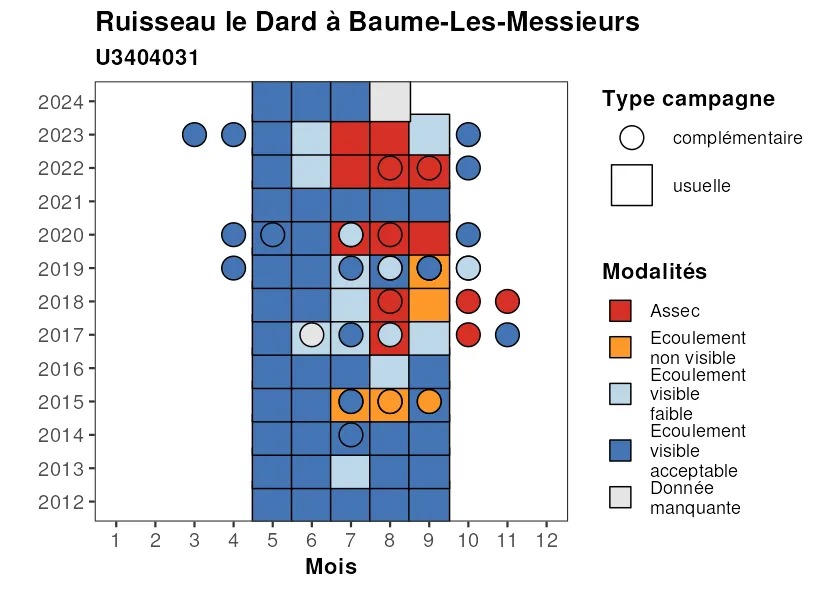 Ruisseau le Dard à Baume-Les-Messieurs
U3404031
2024
2023
2022
2021
2020
2019
2018
2017
2016
2015
2014
2013
2012
1 2 3 4 5 6 7 8 9 10 11 12
Mois
Type campagne
complémentaire
usuelle
Modalités
Assec
Ecoulement
non visible
Ecoulement
visible
faible
Ecoulement
visible
acceptable
Donnée
manquante